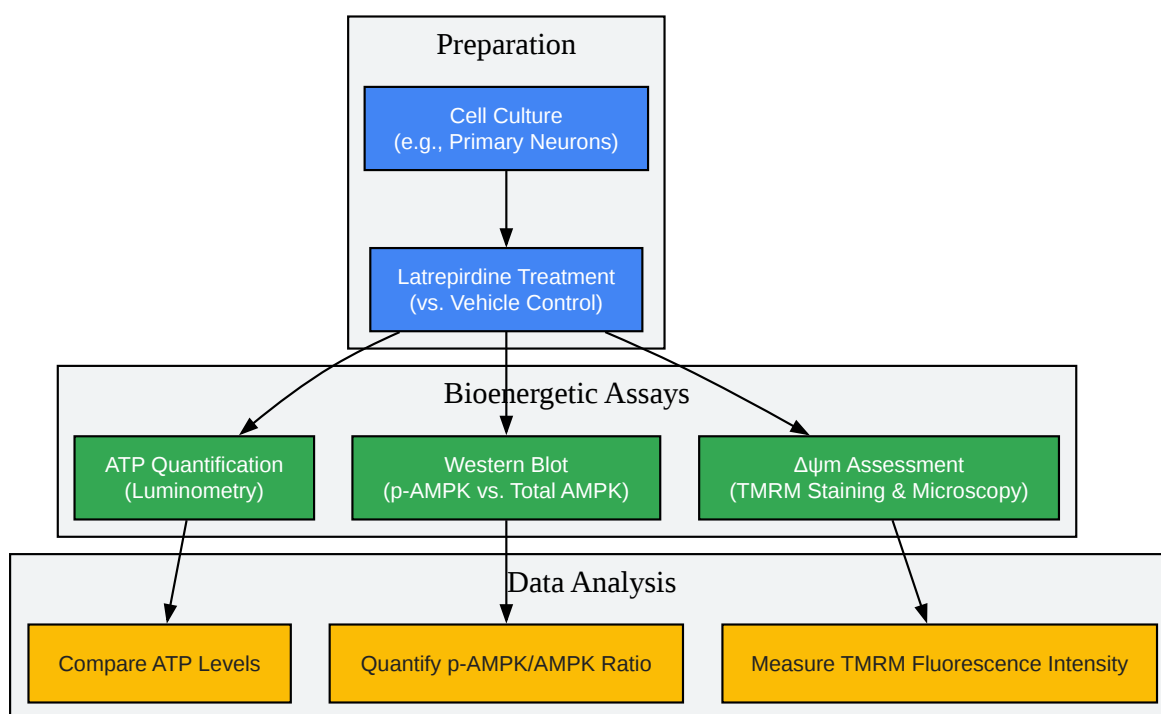 Preparation
Cell Culture
(e.g., Primary Neurons)
Latrepirdine Treatment
(vs. Vehicle Control)
Bioenergetic Assays
ATP Quantification
(Luminometry)
Western Blot
(p-AMPK vs. Total AMPK)
Δψm Assessment
(TMRM Staining & Microscopy)
Data Analysis
Compare ATP Levels
Quantify p-AMPK/AMPK Ratio
Measure TMRM Fluorescence Intensity